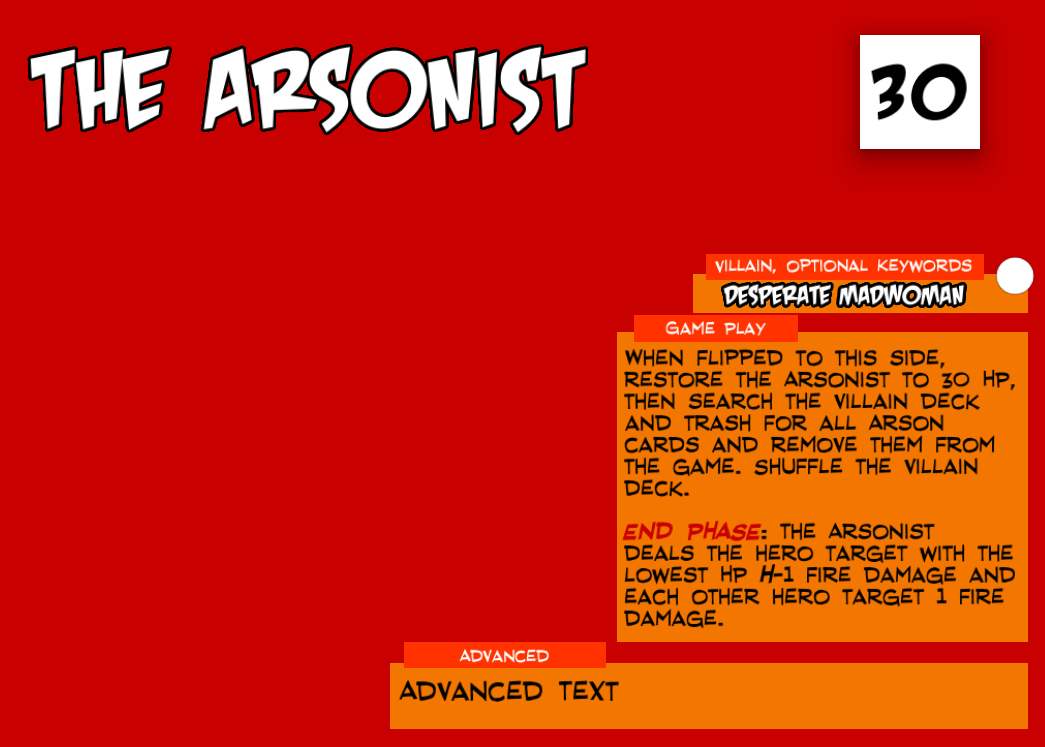 THE ARSONIST
30
VILLAIN, OPTIONAL KEYWORDS
DESPERATE MADWOMAN
GAME PLAY
WHEN FLIPPED TO THIS SIDE,
RESTORE THE ARSONIST TO 30 HP,
THEN SEARCH THE VILLAIN DECK
AND TRASH FOR ALL ARSON
CARDS AND REMOVE THEM FROM
THE GAME. SHUFFLE THE VILLAIN
DECK.
END PHASE: THE ARSONIST
DEALS THE HERO TARGET WITH THE
LOWEST HP H-1 FIRE DAMAGE AND
EACH OTHER HERO TARGET 1 FIRE
DAMAGE.
ADVANCED
ADVANCED TEXT